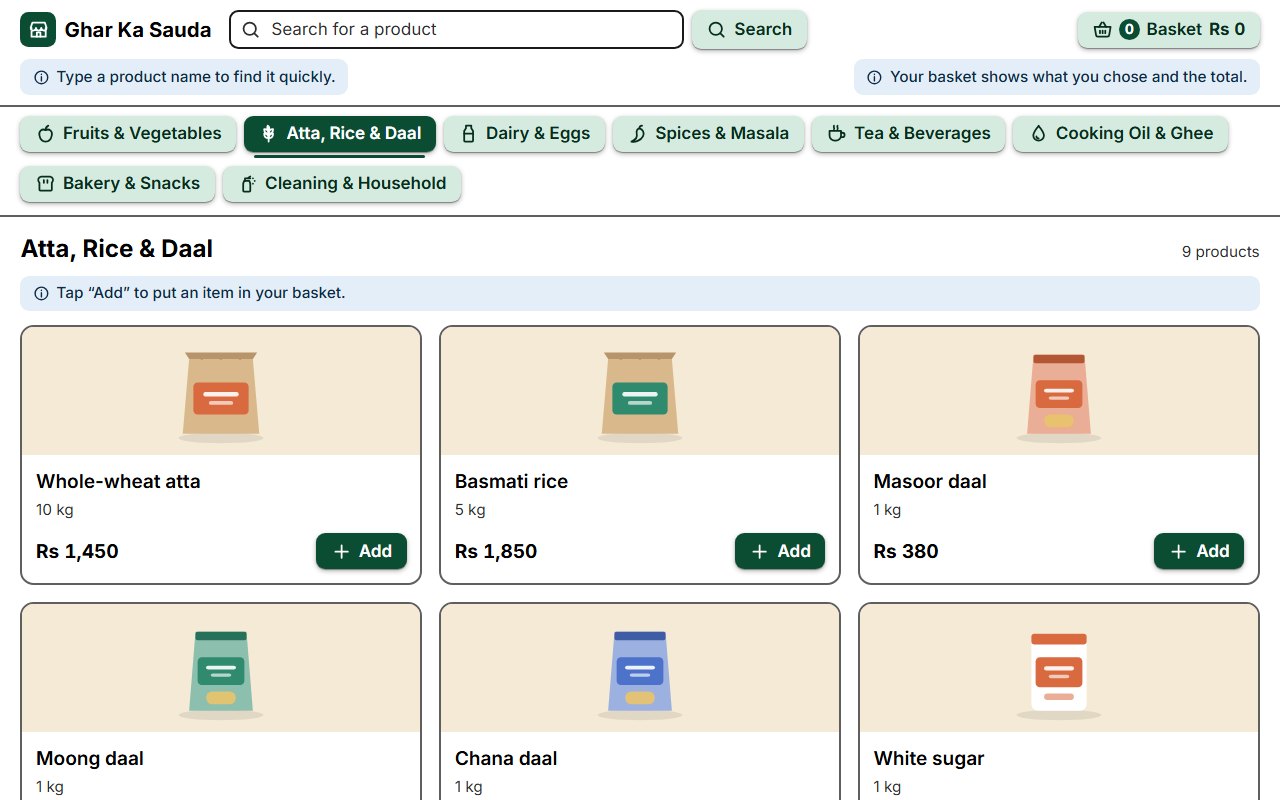 Ghar Ka Sauda
Search for a product
Search
0 Basket Rs 0
Type a product name to find it quickly.
Your basket shows what you chose and the total.
Fruits & Vegetables
Atta, Rice & Daal
Dairy & Eggs
Spices & Masala
Tea & Beverages
Cooking Oil & Ghee
Bakery & Snacks
Cleaning & Household
Atta, Rice & Daal
9 products
Tap “Add” to put an item in your basket.
Whole-wheat atta
10 kg
Rs 1,450
Add
Basmati rice
5 kg
Rs 1,850
Add
Masoor daal
1 kg
Rs 380
Add
Moong daal
1 kg
Chana daal
1 kg
White sugar
1 kg